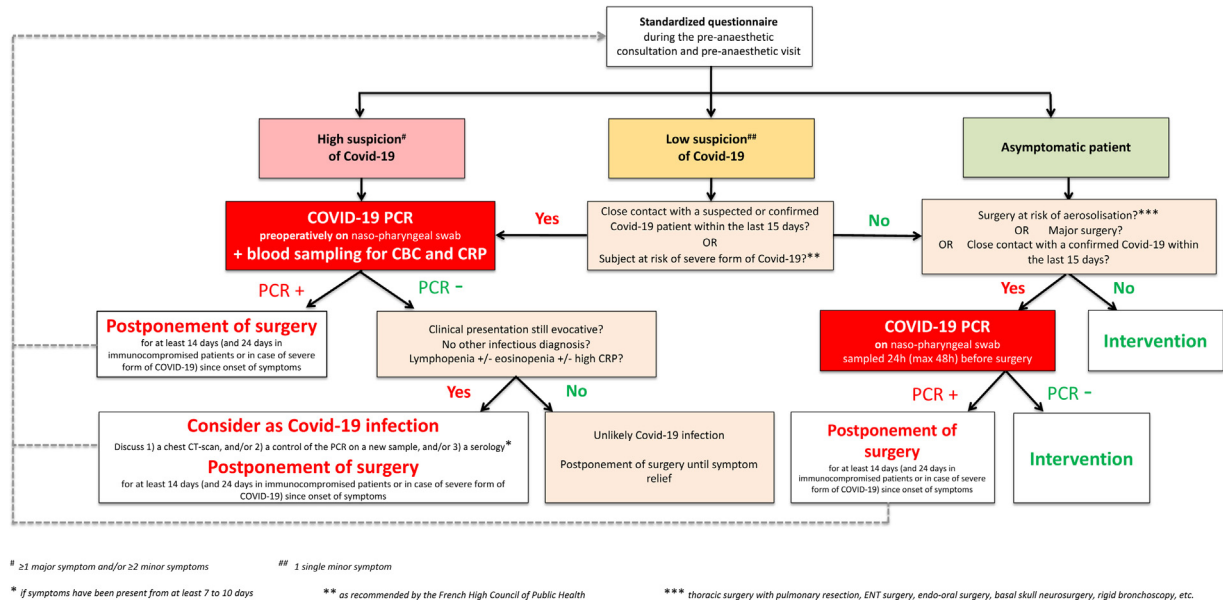 Standardized questionnaire
during the pre-anaesthetic
consultation and pre-anaesthetic
visit
High suspicion#
of Covid-19
Low suspicion##
of Covid-19
Asymptomatic patient
COVID-19 PCR
preoperatively on naso-pharyngeal swab
+ blood sampling for CBC and CRP
Yes
Close contact with a suspected or confirmed
Covid-19 patient within the last 15 days?
OR
Subject at risk of severe form of Covid-19?**
No
Surgery at risk of aerosolisation?***
OR Major surgery?
OR Close contact with a confirmed Covid-19 within
the last 15 days?
PCR +
PCR –
Yes
No
Postponement of surgery
for at least 14 days (and 24 days in
immunocompromised patients or in case of severe
form of COVID-19) since onset of symptoms
Clinical presentation still evocative?
No other infectious diagnosis?
Lymphopenia +/- eosinopenia +/- high CRP?
COVID-19 PCR
on naso-pharyngeal swab
sampled 24h (max 48h) before surgery
Intervention
Yes
No
PCR +
PCR –
Consider as Covid-19 infection
Discuss 1) a chest CT-scan, and/or 2) a control of the PCR on a new sample, and/or 3) a serology*
Postponement of surgery
for at least 14 days (and 24 days in immunocompromised patients or in case of severe form of
COVID-19) since onset of symptoms
Unlikely Covid-19 infection
Postponement of surgery until symptom
relief
Postponement of
surgery
for at least 14 days (and 24 days in
immunocompromised patients or in case of severe
form of COVID-19) since onset of symptoms
Intervention
# ≥1 major symptom and/or ≥2 minor symptoms
## 1 single minor symptom
* if symptoms have been present from at least 7 to 10 days
** as recommended by the French High Council of Public Health
*** thoracic surgery with pulmonary resection, ENT surgery, endo-oral surgery, basal skull neurosurgery, rigid bronchoscopy, etc.